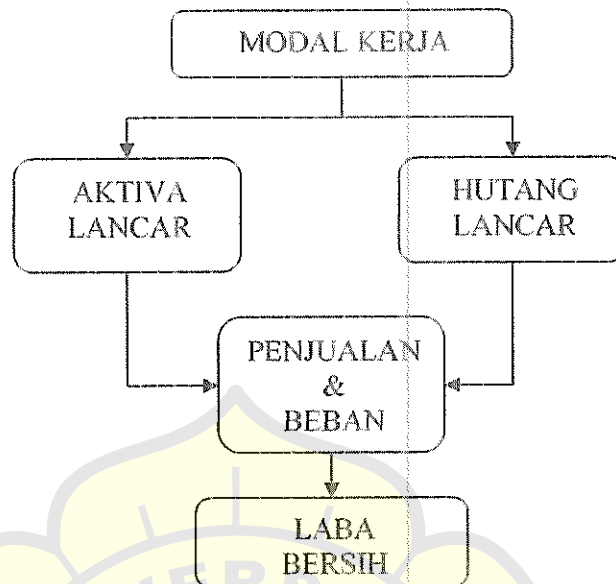 MODAL KERJA
AKTIVA
LANCAR
HUTANG
LANCAR
PENJUALAN
&
BEBAN
LABA
BERSIH